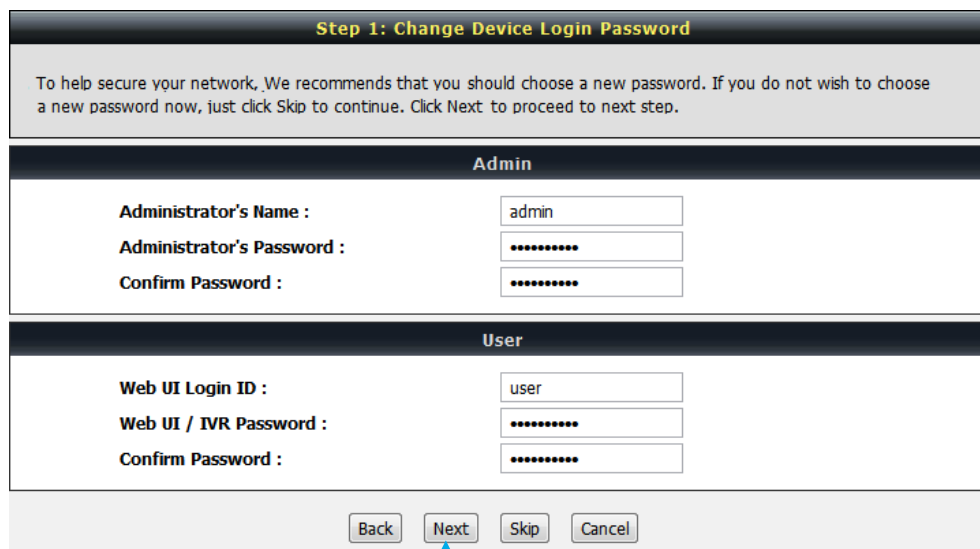 Step 1: Change Device Login Password
To help secure your network, We recommends that you should choose a new password. If you do not wish to choose
a new password now, just click Skip to continue. Click Next to proceed to next step.
Admin
Administrator's Name : admin
Administrator's Password : ••••••••••
Confirm Password : ••••••••••
User
Web UI Login ID : user
Web UI / IVR Password : ••••••••••
Confirm Password : ••••••••••
Back Next Skip Cancel